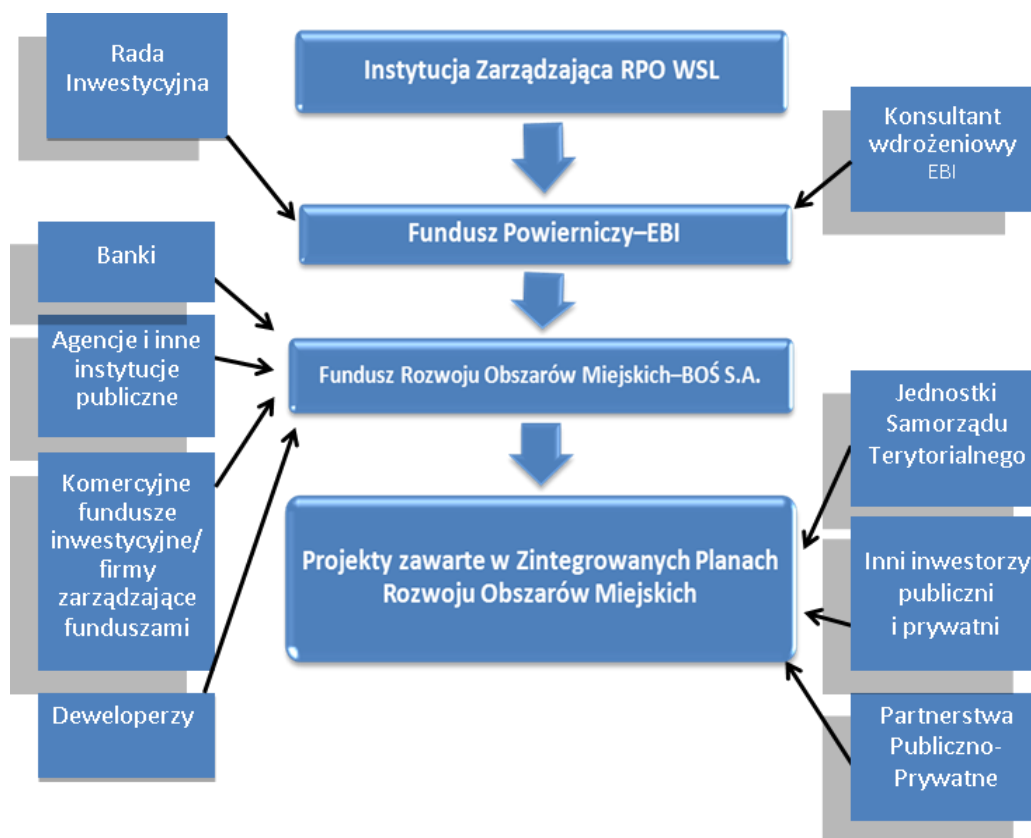 Rada
Inwestycyjna
Instytucja Zarządzająca RPO WSL
Konsultant
wdrożeniowy
EBI
Fundusz Powierniczy–EBI
Banki
Agencje i inne
instytucje
publiczne
Fundusz Rozwoju Obszarów Miejskich–BOŚ S.A.
Jednostki
Samorządu
Terytorialnego
Komercyjne
fundusze
inwestycyjne/
firmy
zarządzające
funduszami
Projekty zawarte w Zintegrowanych Planach
Rozwoju Obszarów Miejskich
Inni inwestorzy
publiczni
i prywatni
Deweloperzy
Partnerstwa
Publiczno-
Prywatne